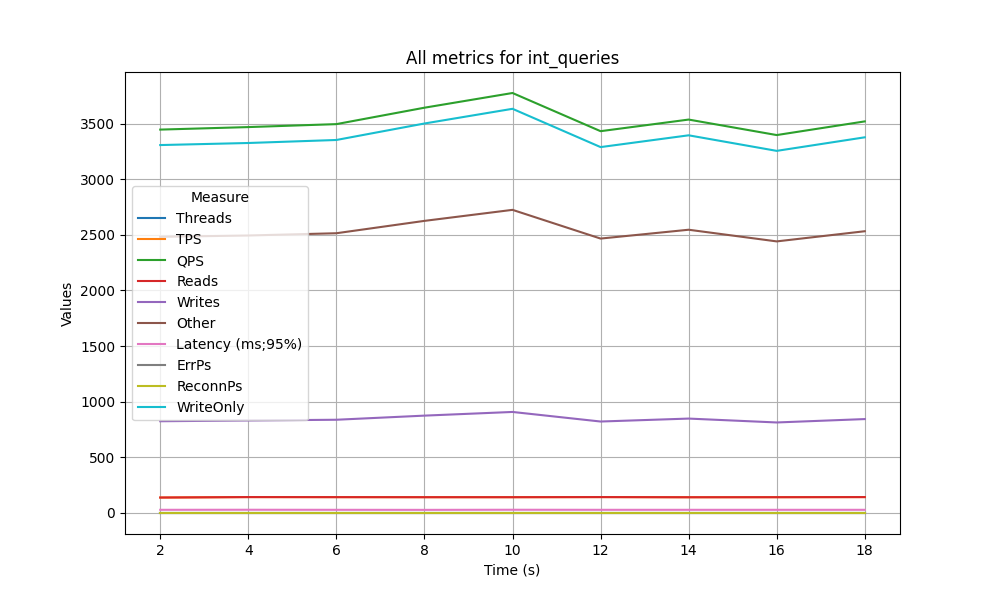 All metrics for int_queries
Values
3500
3000
2500
2000
1500
1000
500
0
Measure
Threads
TPS
QPS
Reads
Writes
Other
Latency (ms;95%)
ErrPs
ReconnPs
WriteOnly
2 4 6 8 10 12 14 16 18
Time (s)